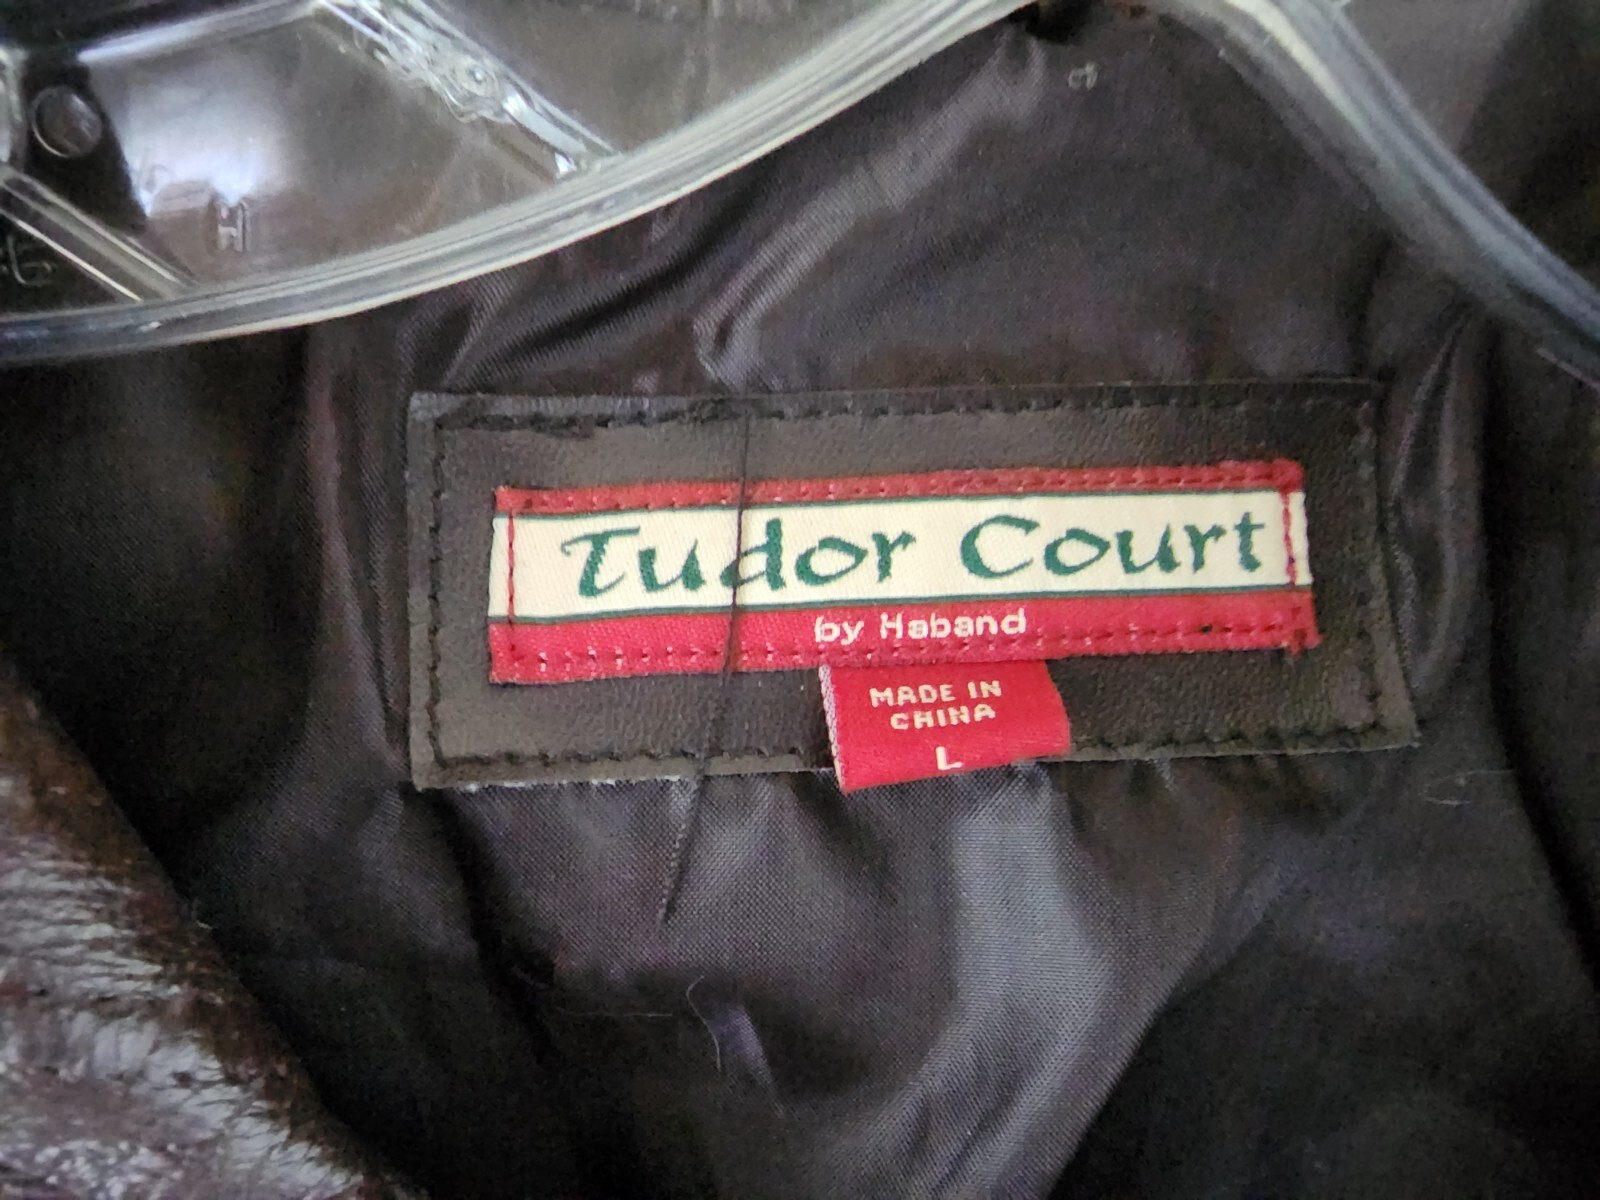 H
Tudor Court
by Haband
MADE IN
CHINA
L